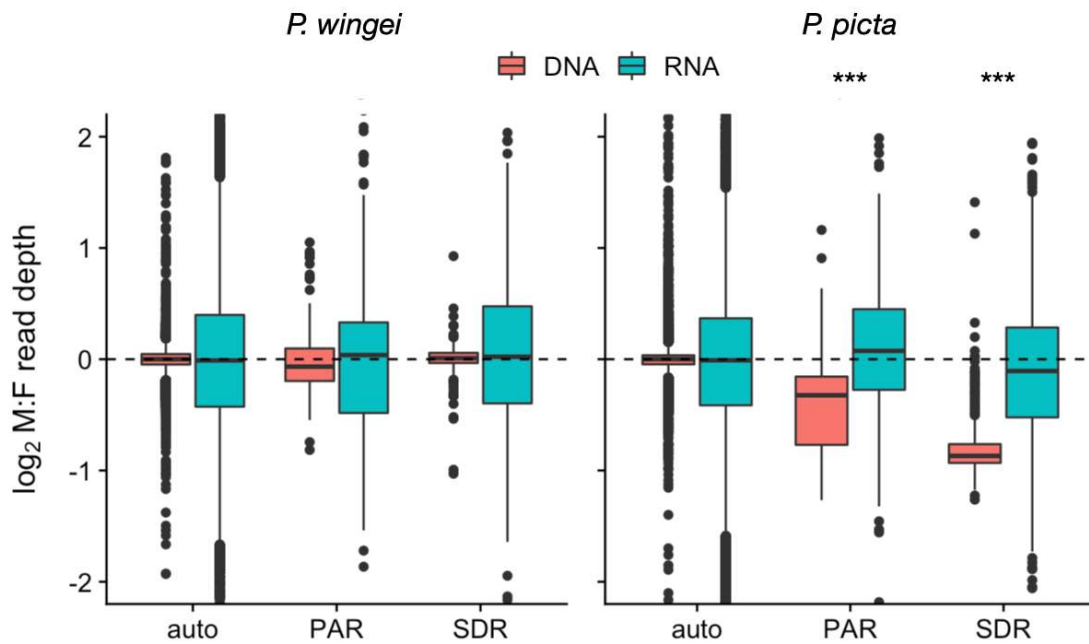 P. wingei P. picta
DNA RNA
*** ***
log₂ M:F read depth
2
1
0
-1
-2
auto PAR SDR auto PAR SDR